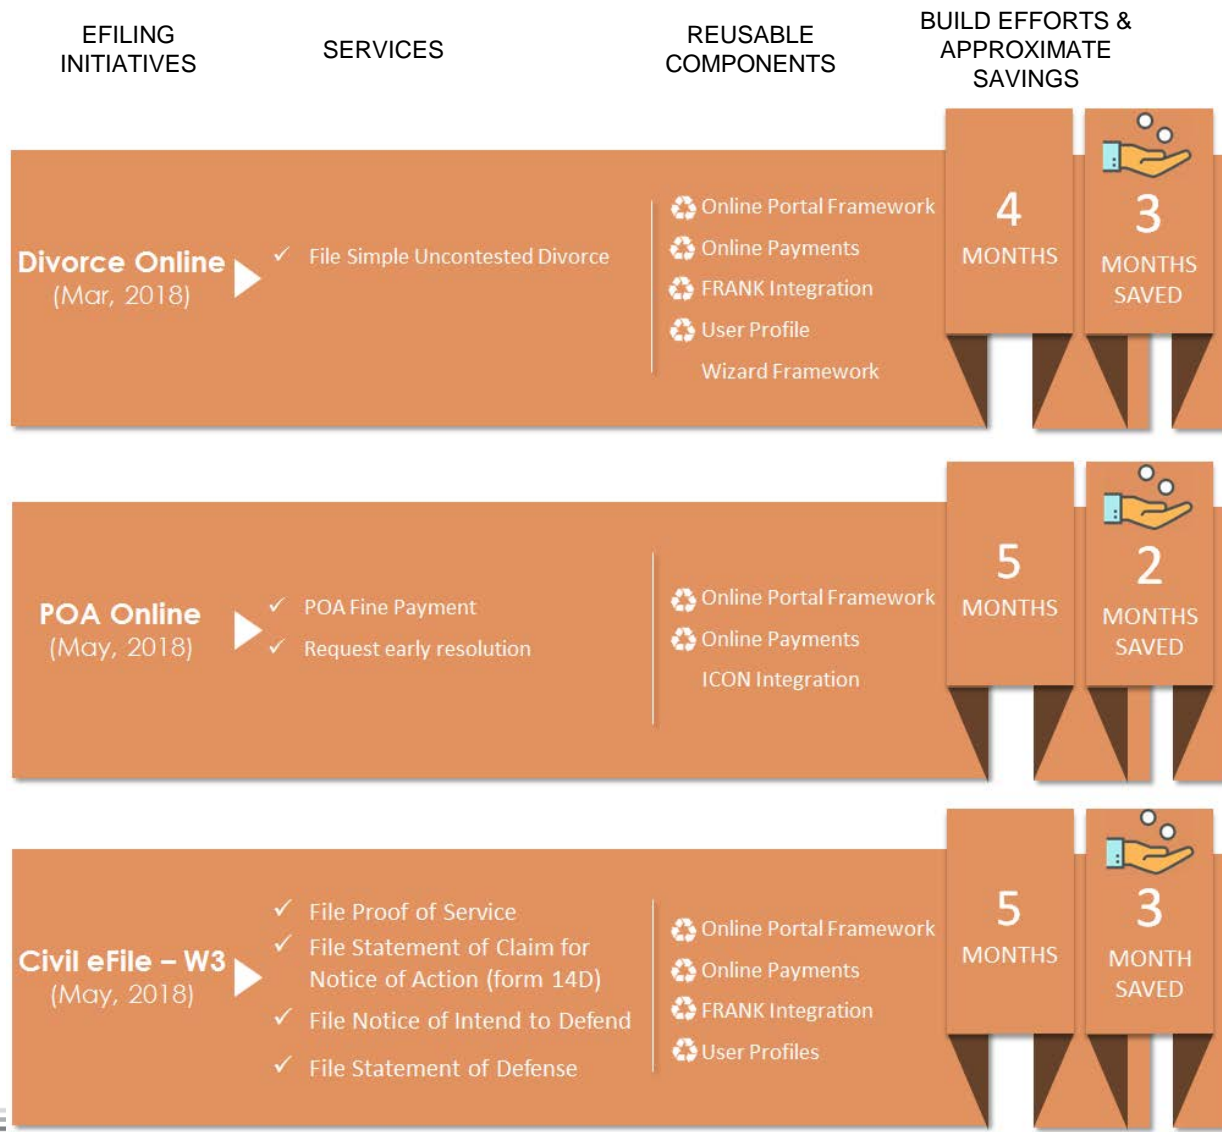 EFILING
INITIATIVES
SERVICES
REUSABLE
COMPONENTS
BUILD EFFORTS &
APPROXIMATE
SAVINGS
Divorce Online
(Mar, 2018)
✓ File Simple Uncontested Divorce
Online Portal Framework
Online Payments
FRANK Integration
User Profile
Wizard Framework
4
MONTHS
3
MONTHS
SAVED
POA Online
(May, 2018)
✓ POA Fine Payment
✓ Request early resolution
Online Portal Framework
Online Payments
ICON Integration
5
MONTHS
2
MONTHS
SAVED
Civil eFile – W3
(May, 2018)
✓ File Proof of Service
✓ File Statement of Claim for
Notice of Action (form 14D)
✓ File Notice of Intend to Defend
✓ File Statement of Defense
Online Portal Framework
Online Payments
FRANK Integration
User Profiles
5
MONTHS
3
MONTH
SAVED